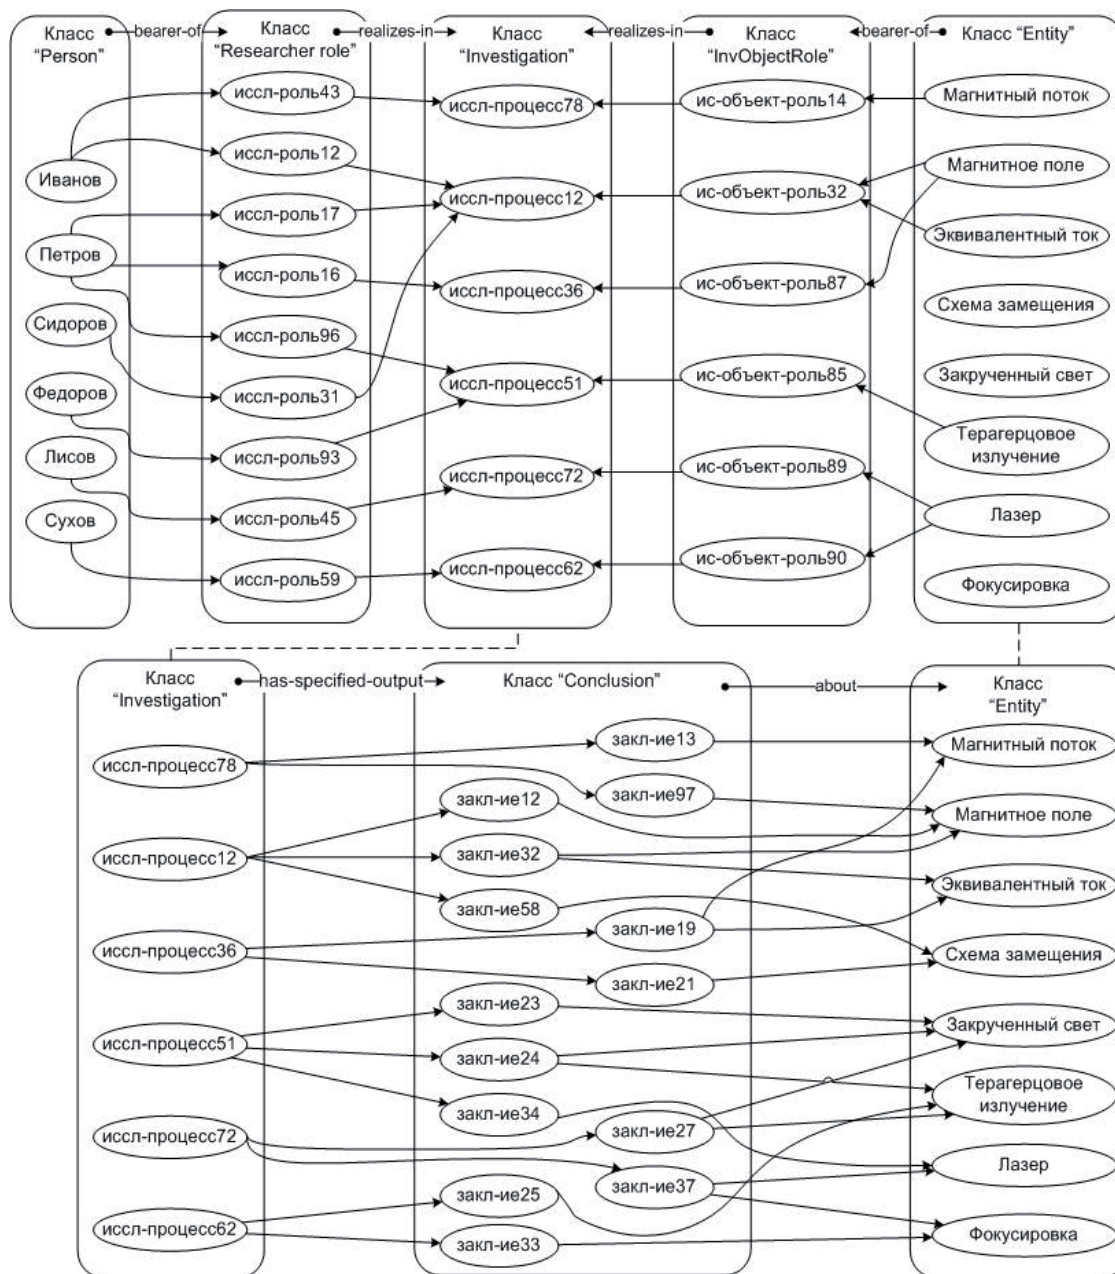 Класс
“Person”
bearer-of
Класс
“Researcher role”
realizes-in
Класс
“Investigation”
realizes-in
Класс
“InvObjectRole”
bearer-of
Класс “Entity”
Иванов
Петров
Сидоров
Федоров
Лисов
Сухов
иссл-роль43
иссл-роль12
иссл-роль17
иссл-роль16
иссл-роль96
иссл-роль31
иссл-роль93
иссл-роль45
иссл-роль59
иссл-процесс78
иссл-процесс12
иссл-процесс36
иссл-процесс51
иссл-процесс72
иссл-процесс62
ис-объект-роль14
ис-объект-роль32
ис-объект-роль87
ис-объект-роль85
ис-объект-роль89
ис-объект-роль90
Магнитный поток
Магнитное поле
Эквивалентный ток
Схема замещения
Закрученный свет
Терагерцовое
излучение
Лазер
Фокусировка
Класс
“Investigation”
has-specified-output
Класс “Conclusion”
about
Класс
“Entity”
иссл-процесс78
иссл-процесс12
иссл-процесс36
иссл-процесс51
иссл-процесс72
иссл-процесс62
закл-ие13
закл-ие97
закл-ие12
закл-ие32
закл-ие58
закл-ие19
закл-ие21
закл-ие23
закл-ие24
закл-ие34
закл-ие27
закл-ие37
закл-ие25
закл-ие33
Магнитный поток
Магнитное поле
Эквивалентный ток
Схема замещения
Закрученный свет
Терагерцовое
излучение
Лазер
Фокусировка